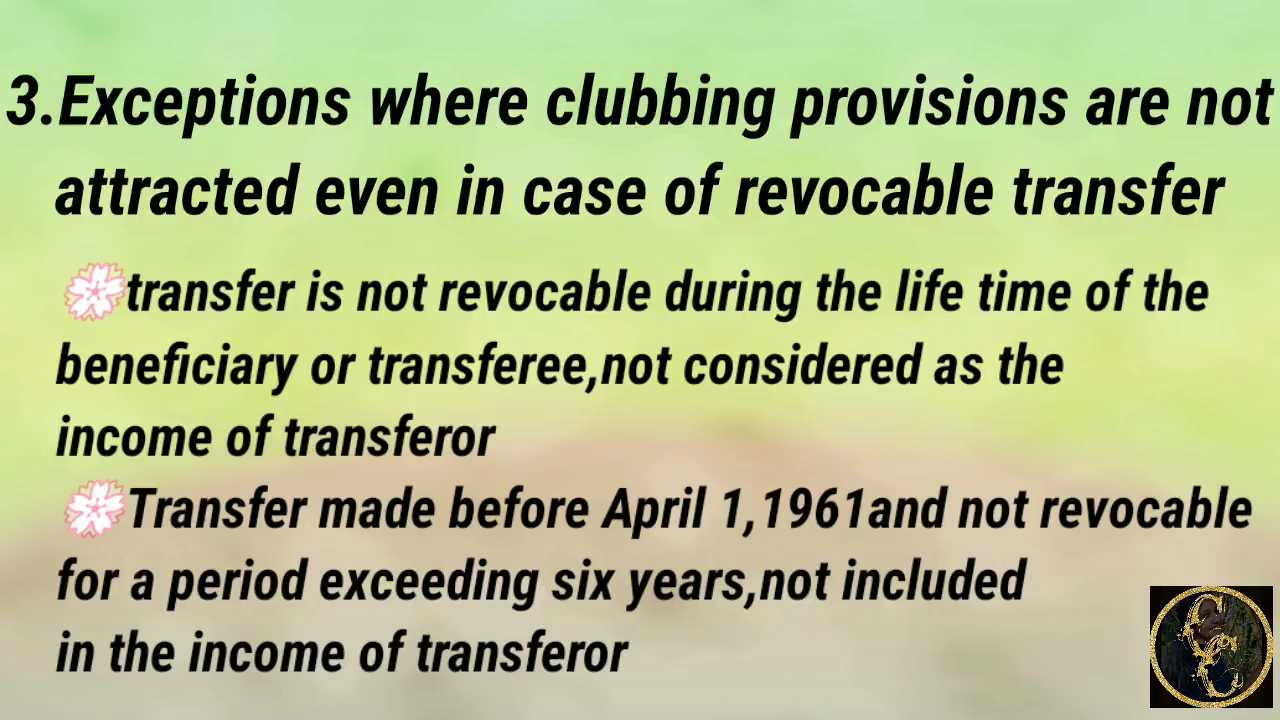 3.Exceptions where clubbing provisions are not
attracted even in case of revocable transfer
transfer is not revocable during the life time of the
beneficiary or transferee,not considered as the
income of transferor
Transfer made before April 1,1961and not revocable
for a period exceeding six years,not included
in the income of transferor